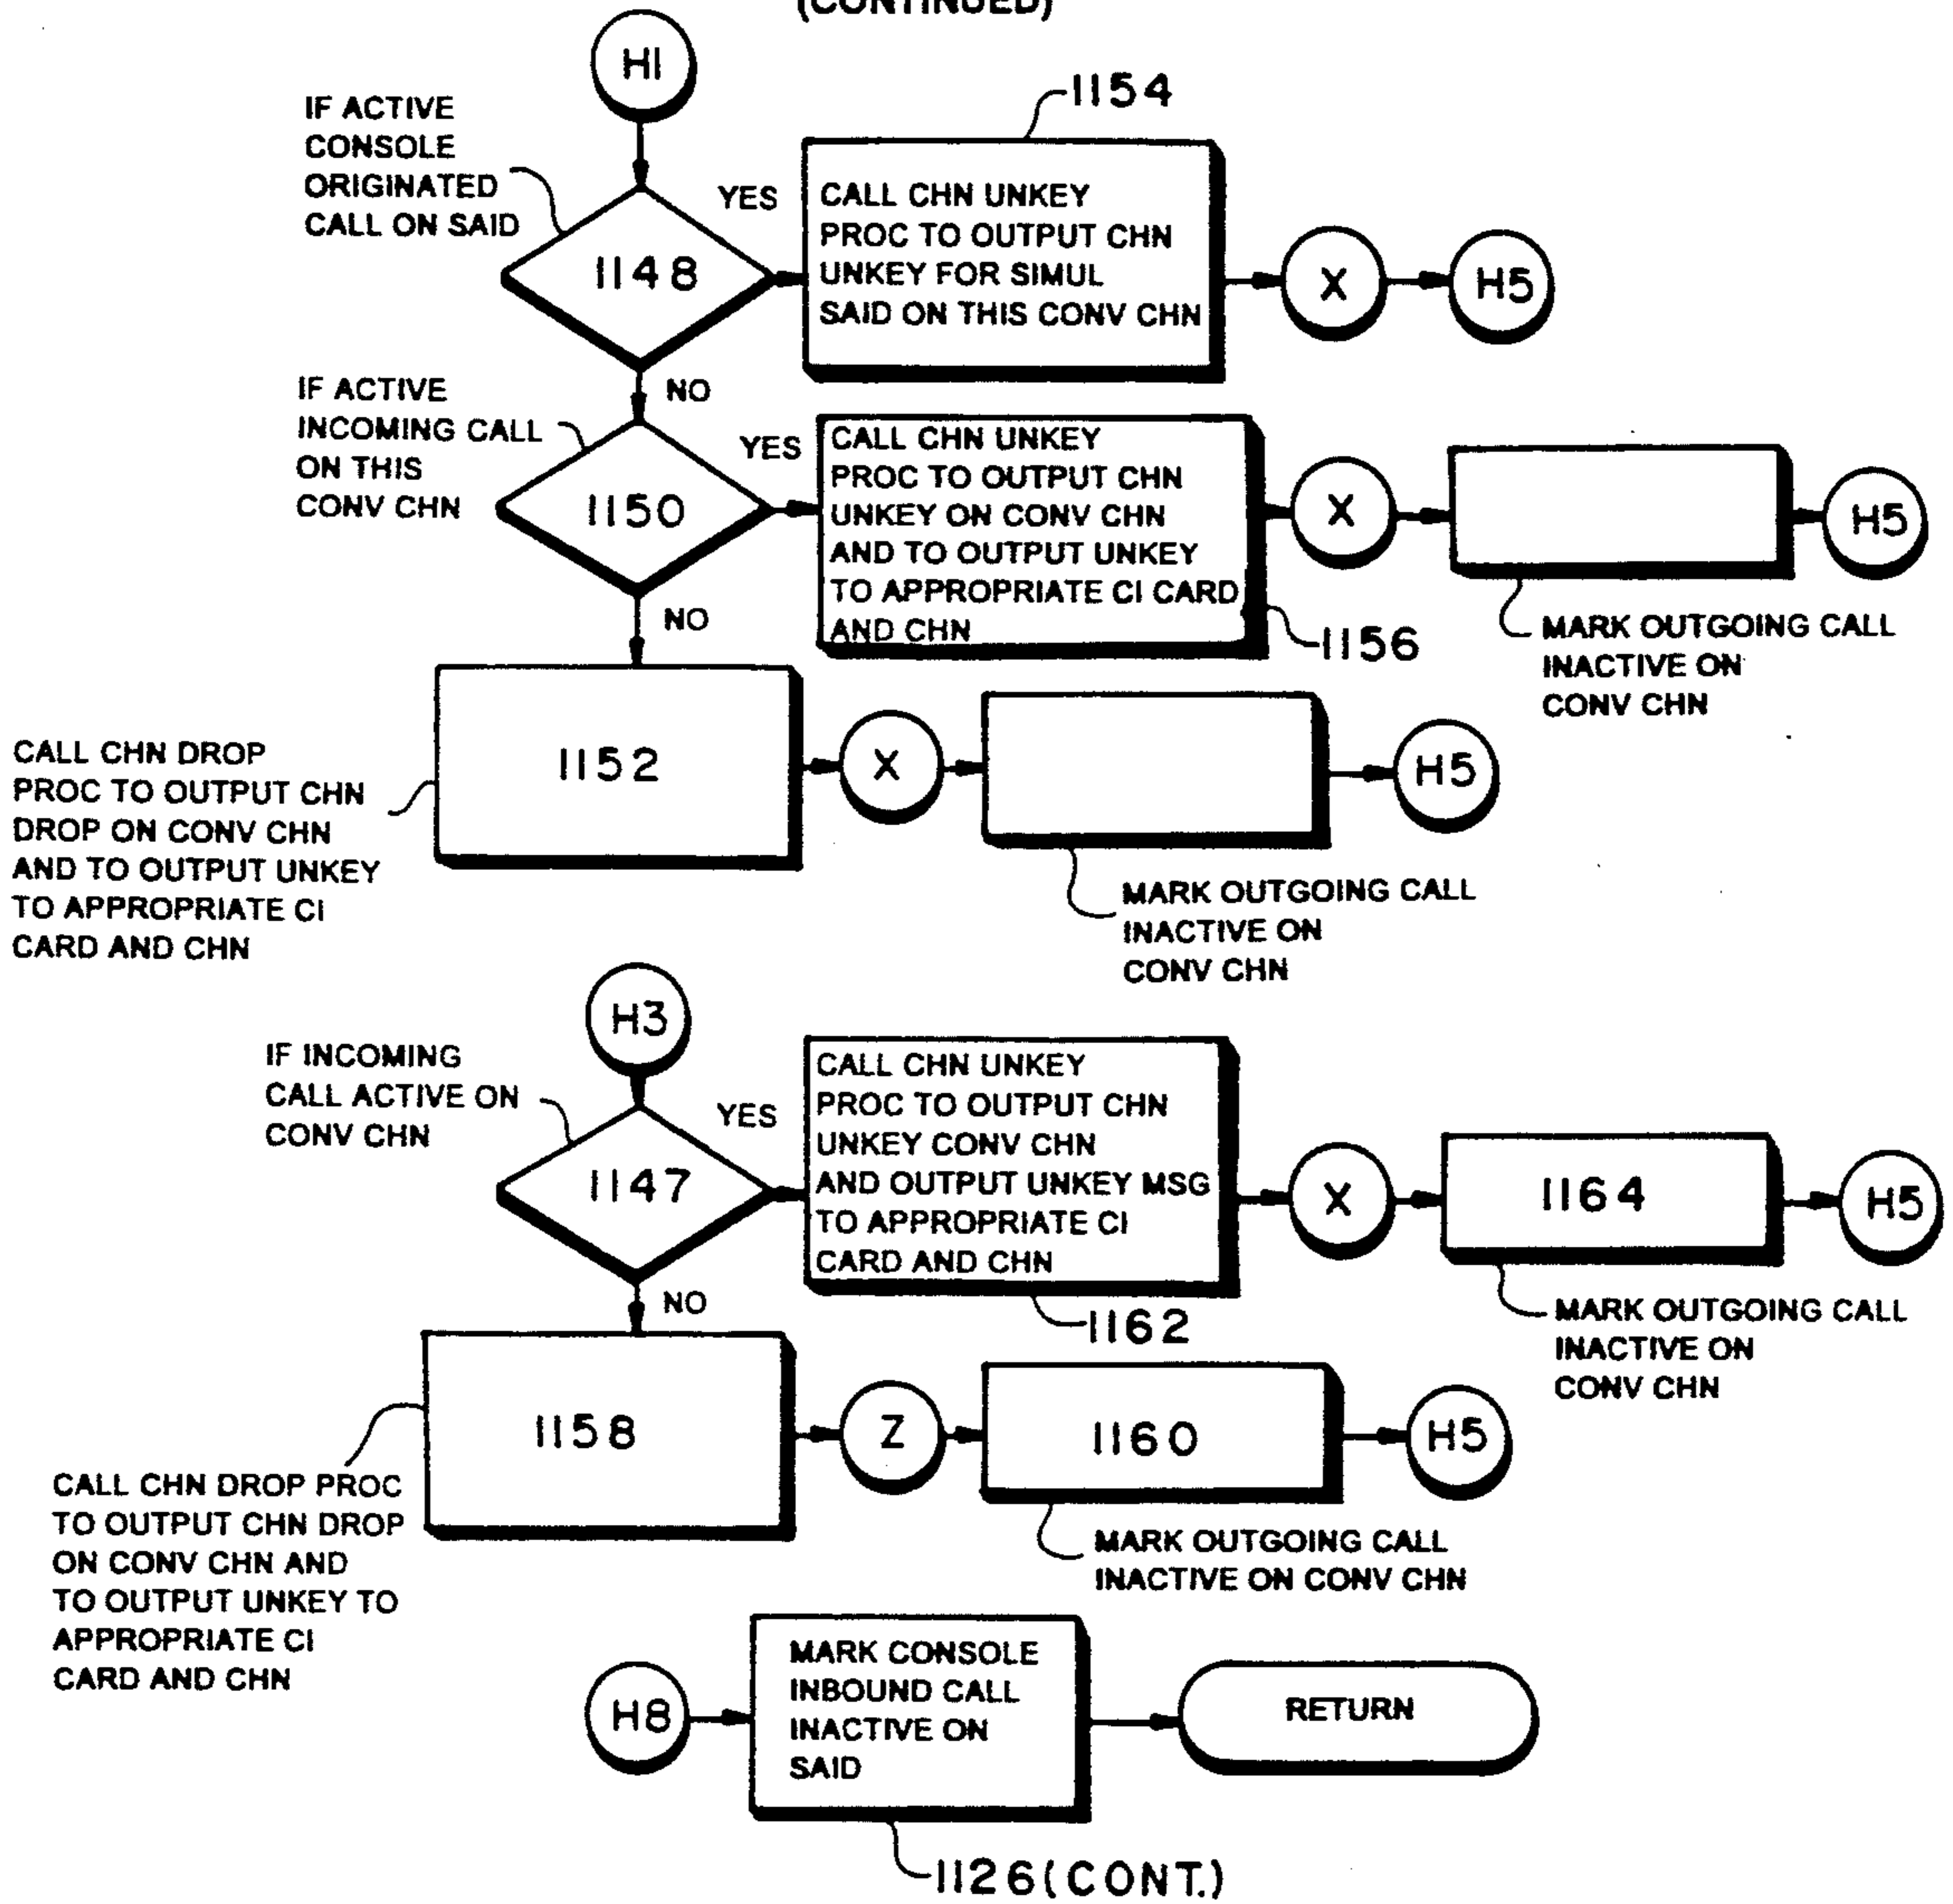 (CONTINUED)
H1
IF ACTIVE
CONSOLE
ORIGINATED
CALL ON SAID
1148
YES
1154
CALL CHN UNKEY
PROC TO OUTPUT CHN
UNKEY FOR SIMUL
SAID ON THIS CONV CHN
X
H5
NO
IF ACTIVE
INCOMING CALL
ON THIS
CONV CHN
1150
YES
CALL CHN UNKEY
PROC TO OUTPUT CHN
UNKEY ON CONV CHN
AND TO OUTPUT UNKEY
TO APPROPRIATE CI CARD
AND CHN
1156
X
H5
MARK OUTGOING CALL
INACTIVE ON
CONV CHN
NO
CALL CHN DROP
PROC TO OUTPUT CHN
DROP ON CONV CHN
AND TO OUTPUT UNKEY
TO APPROPRIATE CI
CARD AND CHN
1152
X
H5
MARK OUTGOING CALL
INACTIVE ON
CONV CHN
H3
IF INCOMING
CALL ACTIVE ON
CONV CHN
1147
YES
CALL CHN UNKEY
PROC TO OUTPUT CHN
UNKEY CONV CHN
AND OUTPUT UNKEY MSG
TO APPROPRIATE CI
CARD AND CHN
1162
X
1164
H5
MARK OUTGOING CALL
INACTIVE ON
CONV CHN
NO
1158
CALL CHN DROP PROC
TO OUTPUT CHN DROP
ON CONV CHN AND
TO OUTPUT UNKEY TO
APPROPRIATE CI
CARD AND CHN
Z
1160
H5
MARK OUTGOING CALL
INACTIVE ON CONV CHN
H8
MARK CONSOLE
INBOUND CALL
INACTIVE ON
SAID
RETURN
1126(CONT.)